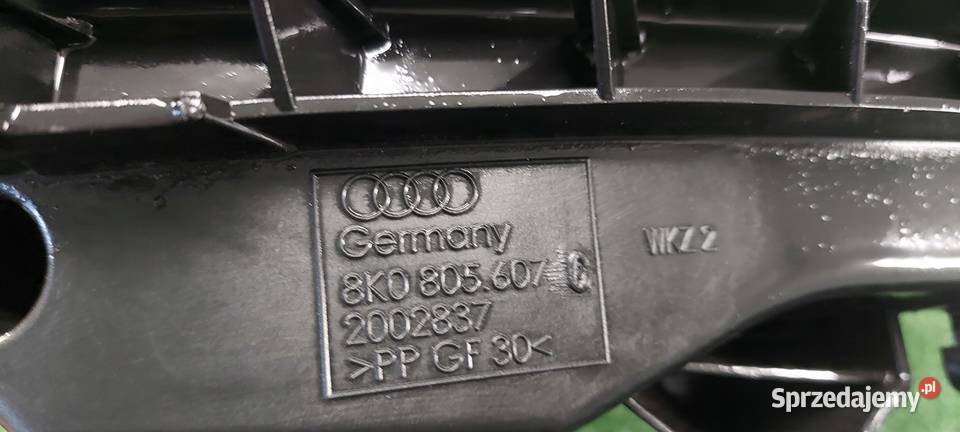 Germany
8K0 805.607 C
2002837
>PP GF 30<
WKZ 2
Sprzedajemy.pl